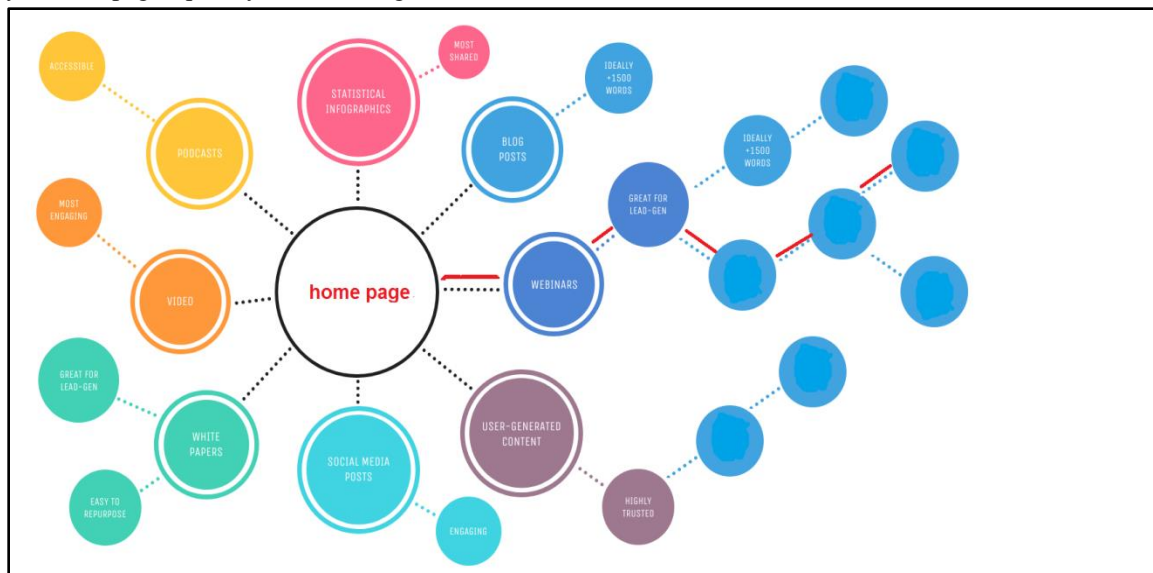 ACCESSIBLE
PODCASTS
STATISTICAL
INFOGRAPHICS
MOST
SHARED
BLOG
POSTS
IDEALLY
+1500
WORDS
IDEALLY
+1500
WORDS
GREAT FOR
LEAD-GEN
MOST
ENGAGING
VIDEO
home page
WEBINARS
GREAT FOR
LEAD-GEN
WHITE
PAPERS
EASY TO
REPURPOSE
SOCIAL MEDIA
POSTS
ENGAGING
USER-GENERATED
CONTENT
HIGHLY
TRUSTED